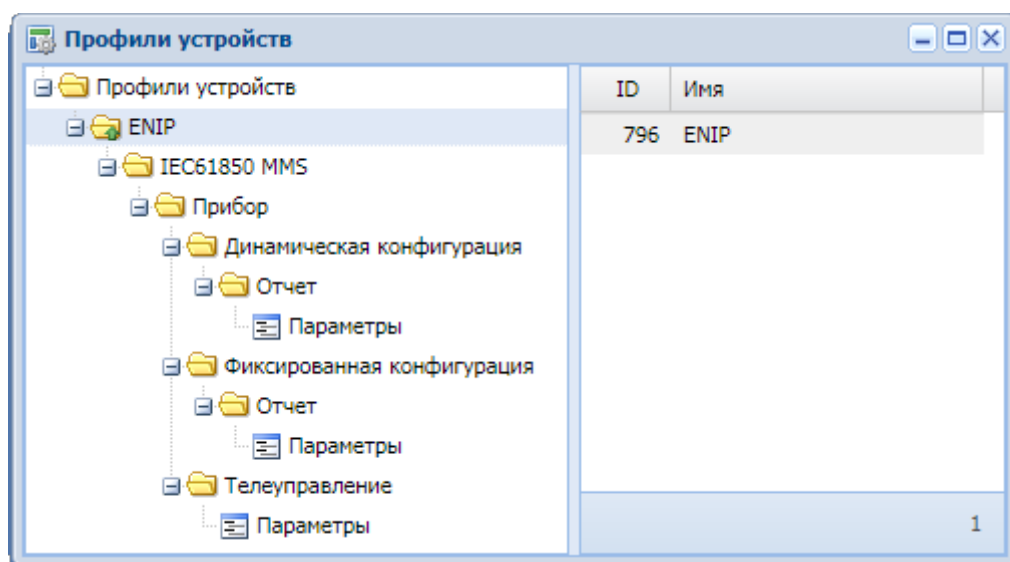 Профили устройств
Профили устройств
ENIP
IEC61850 MMS
Прибор
Динамическая конфигурация
Отчет
Параметры
Фиксированная конфигурация
Отчет
Параметры
Телеуправление
Параметры
ID Имя
796 ENIP
1